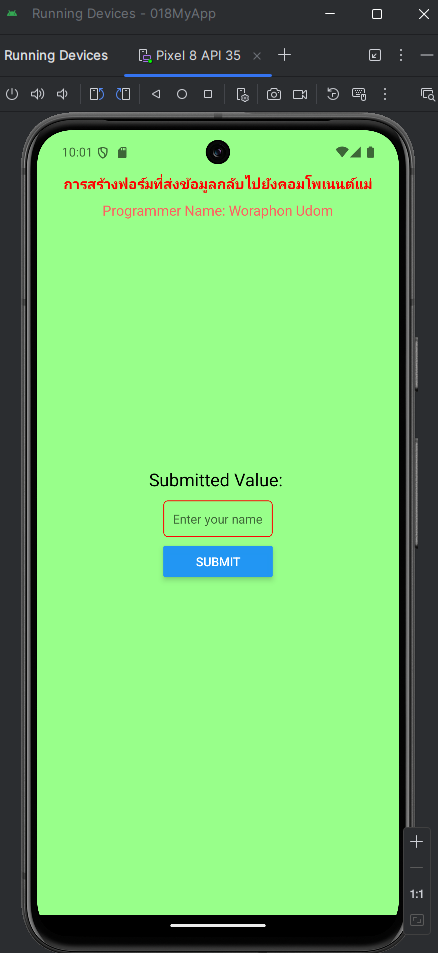 Running Devices - 018MyApp
Running Devices
Pixel 8 API 35
10:01
การสร้างฟอร์มที่ส่งข้อมูลกลับไปยังคอมโพเนนต์แม่
Programmer Name: Woraphon Udom
Submitted Value:
Enter your name
SUBMIT
1:1